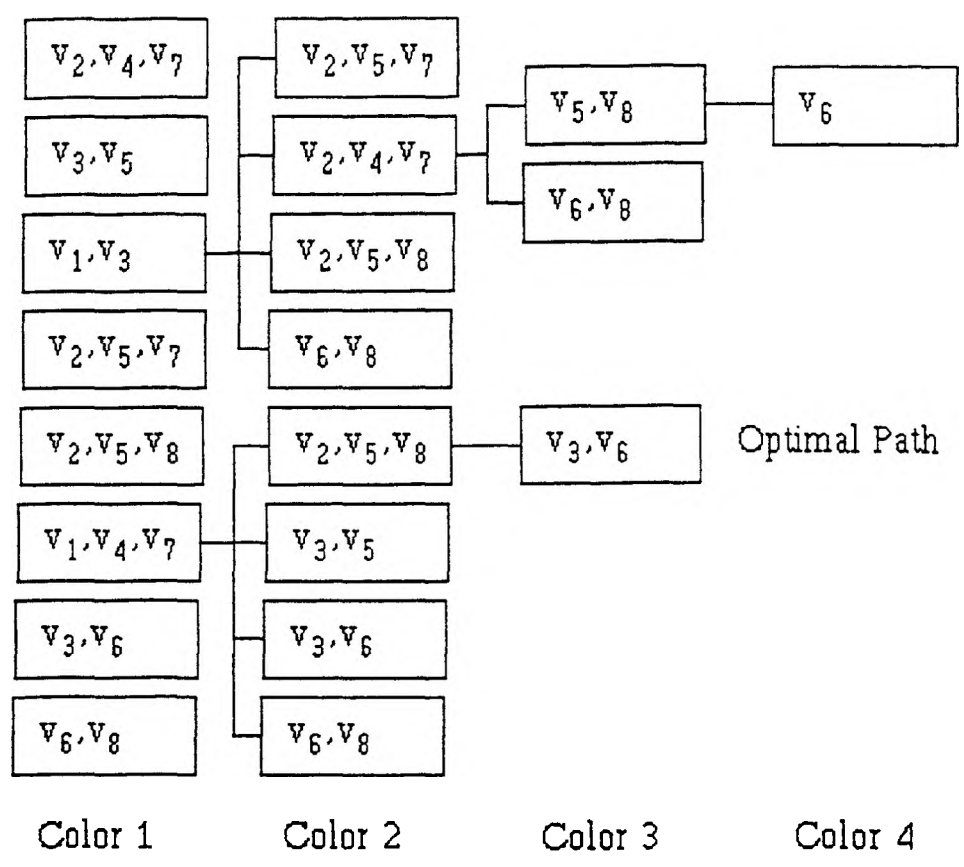 V2,V4,V7
V3,V5
V1,V3
V2,V5,V7
V2,V5,V8
V1,V4,V7
V3,V6
V6,V8
V2,V5,V7
V2,V4,V7
V2,V5,V8
V6,V8
V2,V5,V8
V3,V5
V3,V6
V6,V8
V5,V8
V6,V8
V3,V6
V6
Optimal Path
Color 1
Color 2
Color 3
Color 4